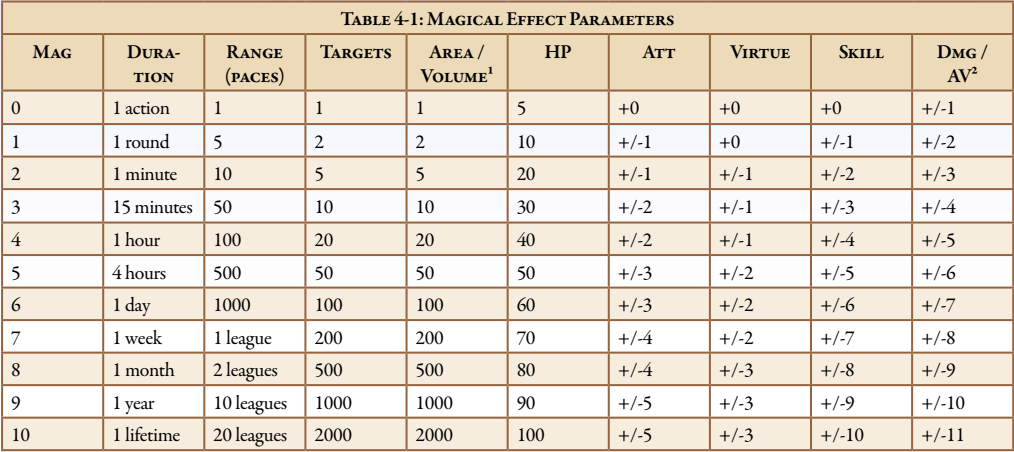 Table 4-1: Magical Effect Parameters
Mag Dura-tion Range (paces) Targets Area / Volume¹ HP Att Virtue Skill Dmg / AV²
0 1 action 1 1 1 5 +0 +0 +0 +/-1
1 1 round 5 2 2 10 +/-1 +0 +/-1 +/-2
2 1 minute 10 5 5 20 +/-1 +/-1 +/-2 +/-3
3 15 minutes 50 10 10 30 +/-2 +/-1 +/-3 +/-4
4 1 hour 100 20 20 40 +/-2 +/-1 +/-4 +/-5
5 4 hours 500 50 50 50 +/-3 +/-2 +/-5 +/-6
6 1 day 1000 100 100 60 +/-3 +/-2 +/-6 +/-7
7 1 week 1 league 200 200 70 +/-4 +/-2 +/-7 +/-8
8 1 month 2 leagues 500 500 80 +/-4 +/-3 +/-8 +/-9
9 1 year 10 leagues 1000 1000 90 +/-5 +/-3 +/-9 +/-10
10 1 lifetime 20 leagues 2000 2000 100 +/-5 +/-3 +/-10 +/-11